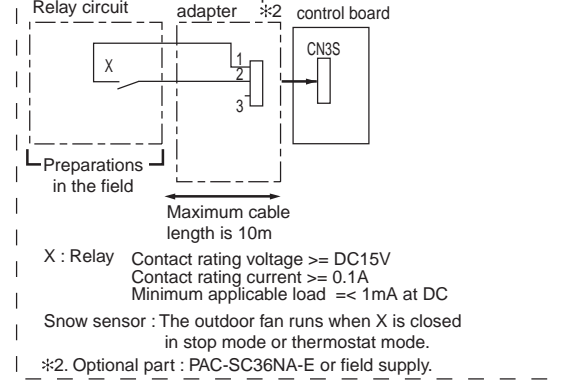 Relay circuit
adapter ✻2
control board
CN3S
X
1
2
3
Preparations
in the field
Maximum cable
length is 10m
X : Relay Contact rating voltage >= DC15V
Contact rating current >= 0.1A
Minimum applicable load =< 1mA at DC
Snow sensor : The outdoor fan runs when X is closed
in stop mode or thermostat mode.
✻2. Optional part : PAC-SC36NA-E or field supply.